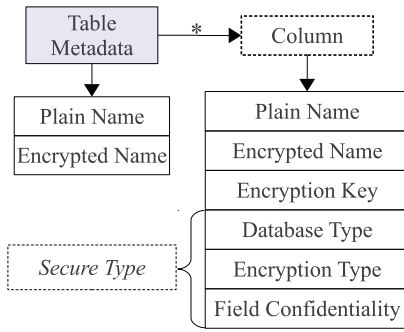 Table
Metadata
*
Column
Plain Name
Encrypted Name
Plain Name
Encrypted Name
Encryption Key
Database Type
Encryption Type
Field Confidentiality
Secure Type